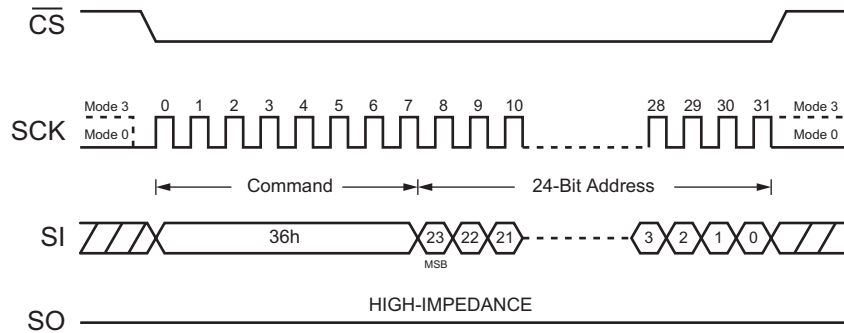 CS
Mode 3 0 1 2 3 4 5 6 7 8 9 10 28 29 30 31 Mode 3
SCK
Mode 0 Mode 0
Command 24-Bit Address
SI 36h 23 22 21 3 2 1 0
MSB
HIGH-IMPEDANCE
SO